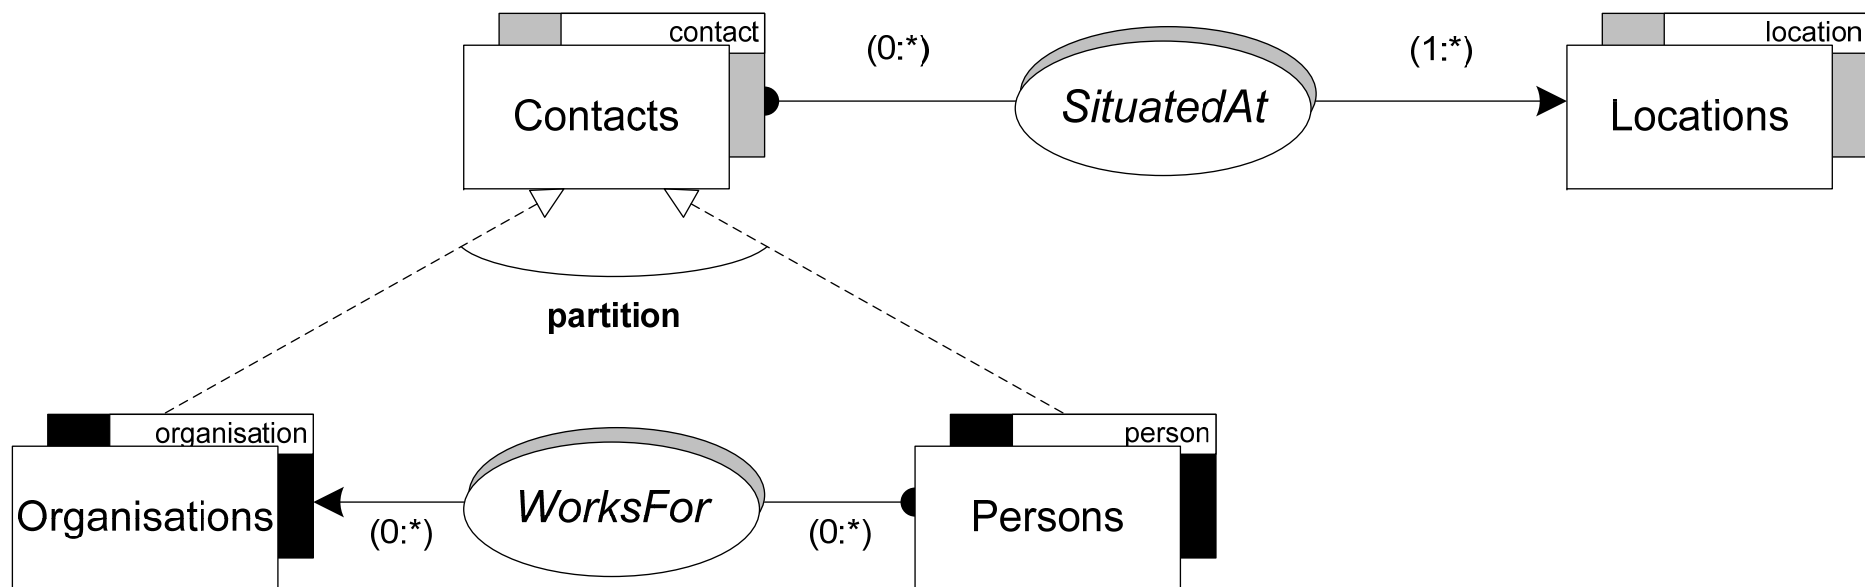 contact
Contacts
(0:*)
SituatedAt
(1:*)
location
Locations
partition
organisation
Organisations
(0:*)
WorksFor
(0:*)
person
Persons